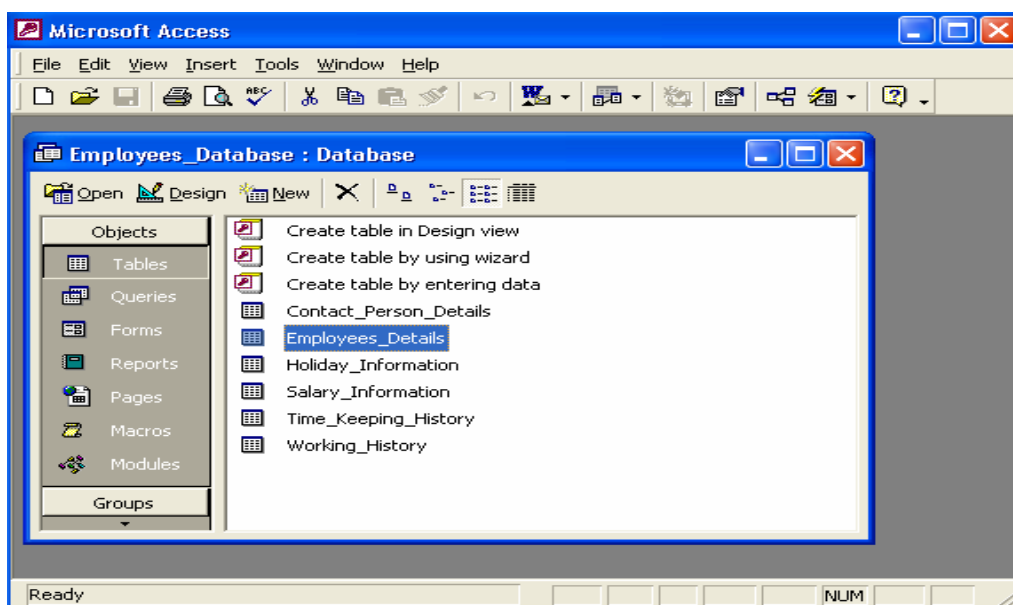 Microsoft Access
File Edit View Insert Tools Window Help
ABC
Employees_Database : Database
Open Design New
Objects
Tables
Queries
Forms
Reports
Pages
Macros
Modules
Groups
Create table in Design view
Create table by using wizard
Create table by entering data
Contact_Person_Details
Employees_Details
Holiday_Information
Salary_Information
Time_Keeping_History
Working_History
Ready NUM